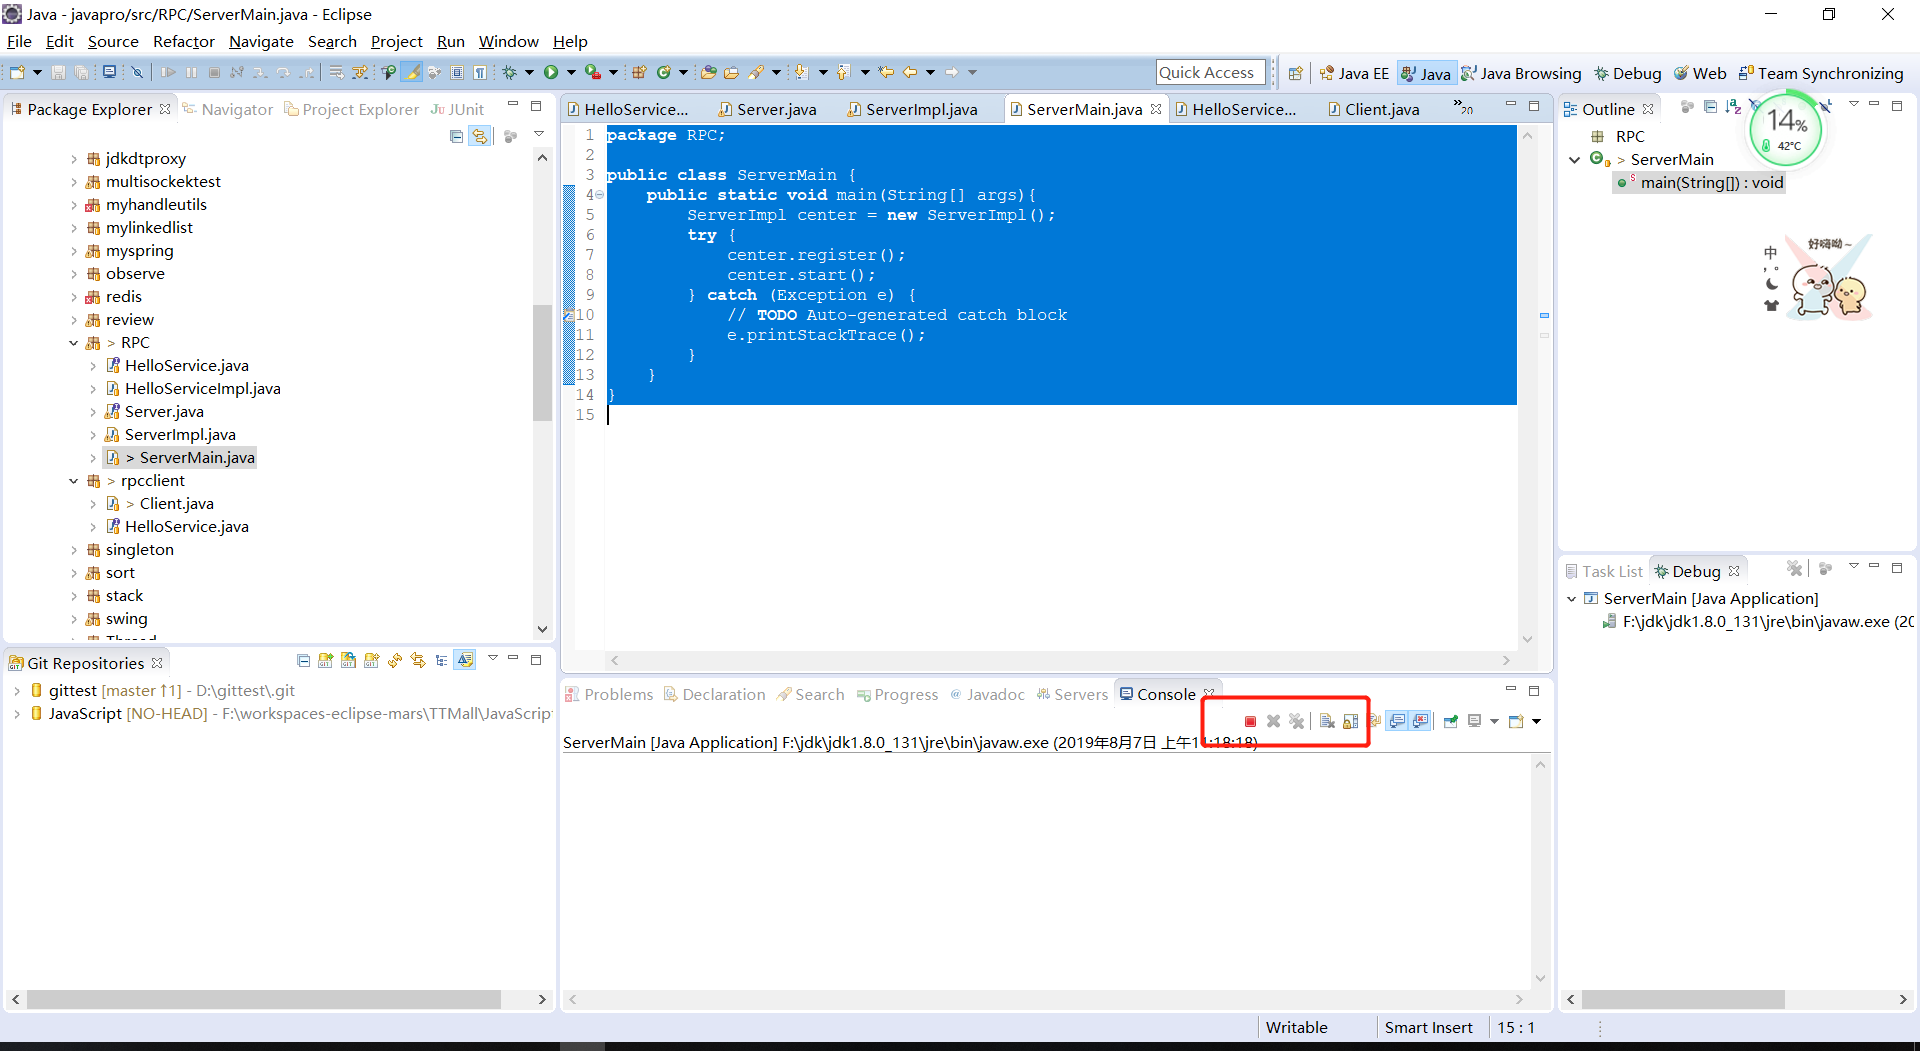 Java - javapro/src/RPC/ServerMain.java - Eclipse
File Edit Source Refactor Navigate Search Project Run Window Help
Quick Access Java EE Java Java Browsing Debug Web Team Synchronizing
Package Explorer Navigator Project Explorer JUnit
jdkdtproxy
multisockektest
myhandleutils
mylinkedlist
myspring
observe
redis
review
> RPC
HelloService.java
HelloServiceImpl.java
Server.java
ServerImpl.java
> ServerMain.java
> rpcclient
> Client.java
HelloService.java
singleton
sort
stack
swing
Git Repositories
gittest [master ↑1] - D:\gittest\.git
JavaScript [NO-HEAD] - F:\workspaces-eclipse-mars\TTMall\JavaScript
HelloService... Server.java ServerImpl.java ServerMain.java HelloService... Client.java »20
1 package RPC;
2
3 public class ServerMain {
4 public static void main(String[] args){
5 ServerImpl center = new ServerImpl();
6 try {
7 center.register();
8 center.start();
9 } catch (Exception e) {
10 // TODO Auto-generated catch block
11 e.printStackTrace();
12 }
13 }
14 }
15
Problems Declaration Search Progress @ Javadoc Servers Console
ServerMain [Java Application] F:\jdk\jdk1.8.0_131\jre\bin\javaw.exe (2019年8月7日 上午11:18:18)
Outline
RPC
> ServerMain
main(String[]) : void
14%
42°C
中
好嗨呦~
Task List Debug
ServerMain [Java Application]
F:\jdk\jdk1.8.0_131\jre\bin\javaw.exe (20
Writable Smart Insert 15 : 1